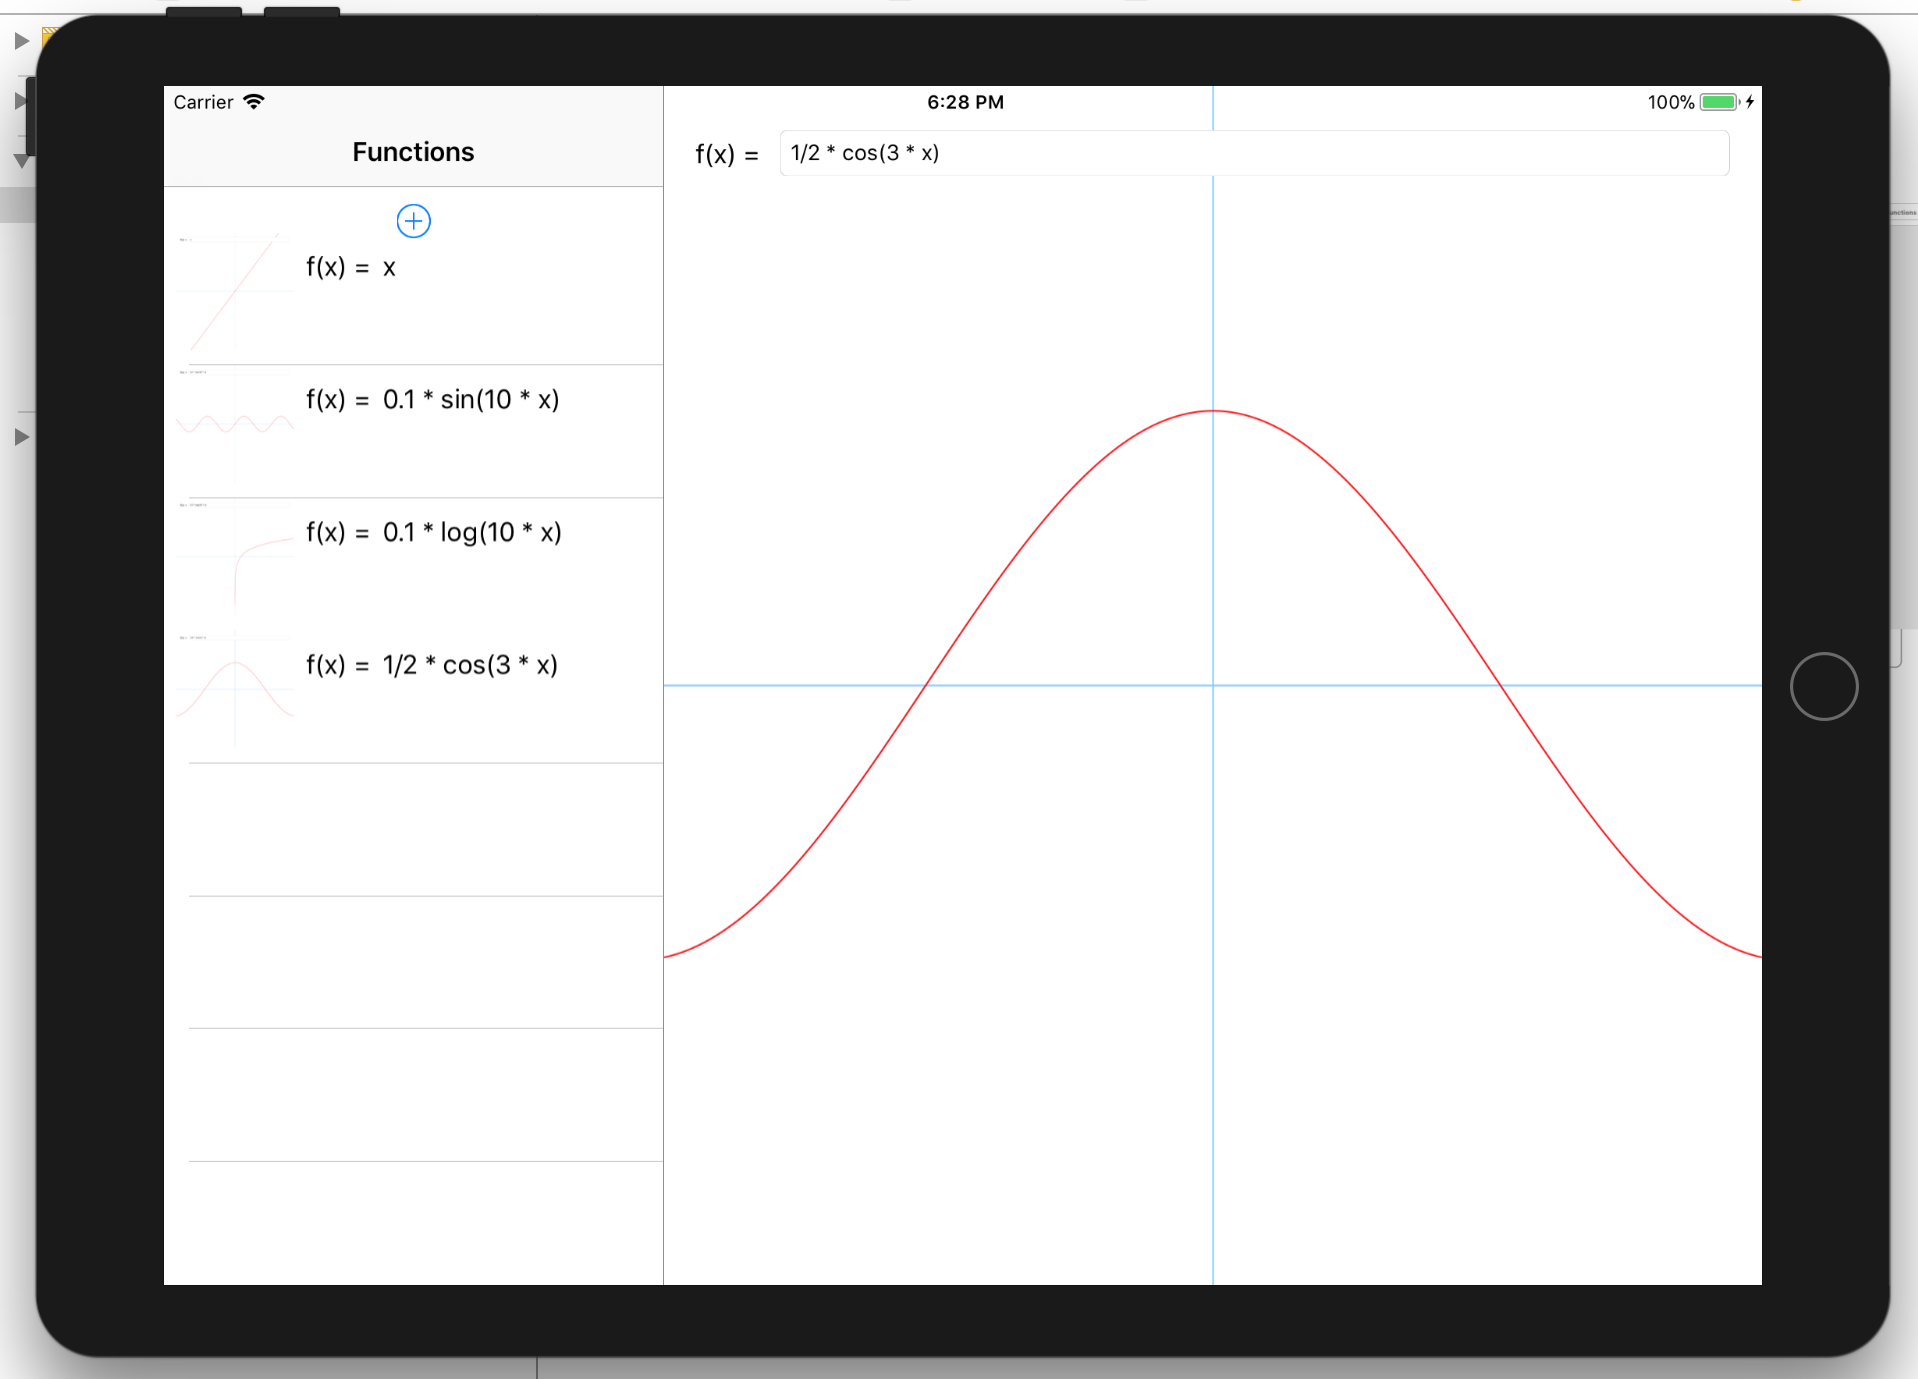 Carrier
6:28 PM
100%
Functions
f(x) = 1/2 * cos(3 * x)
f(x) = x
f(x) = 0.1 * sin(10 * x)
f(x) = 0.1 * log(10 * x)
f(x) = 1/2 * cos(3 * x)